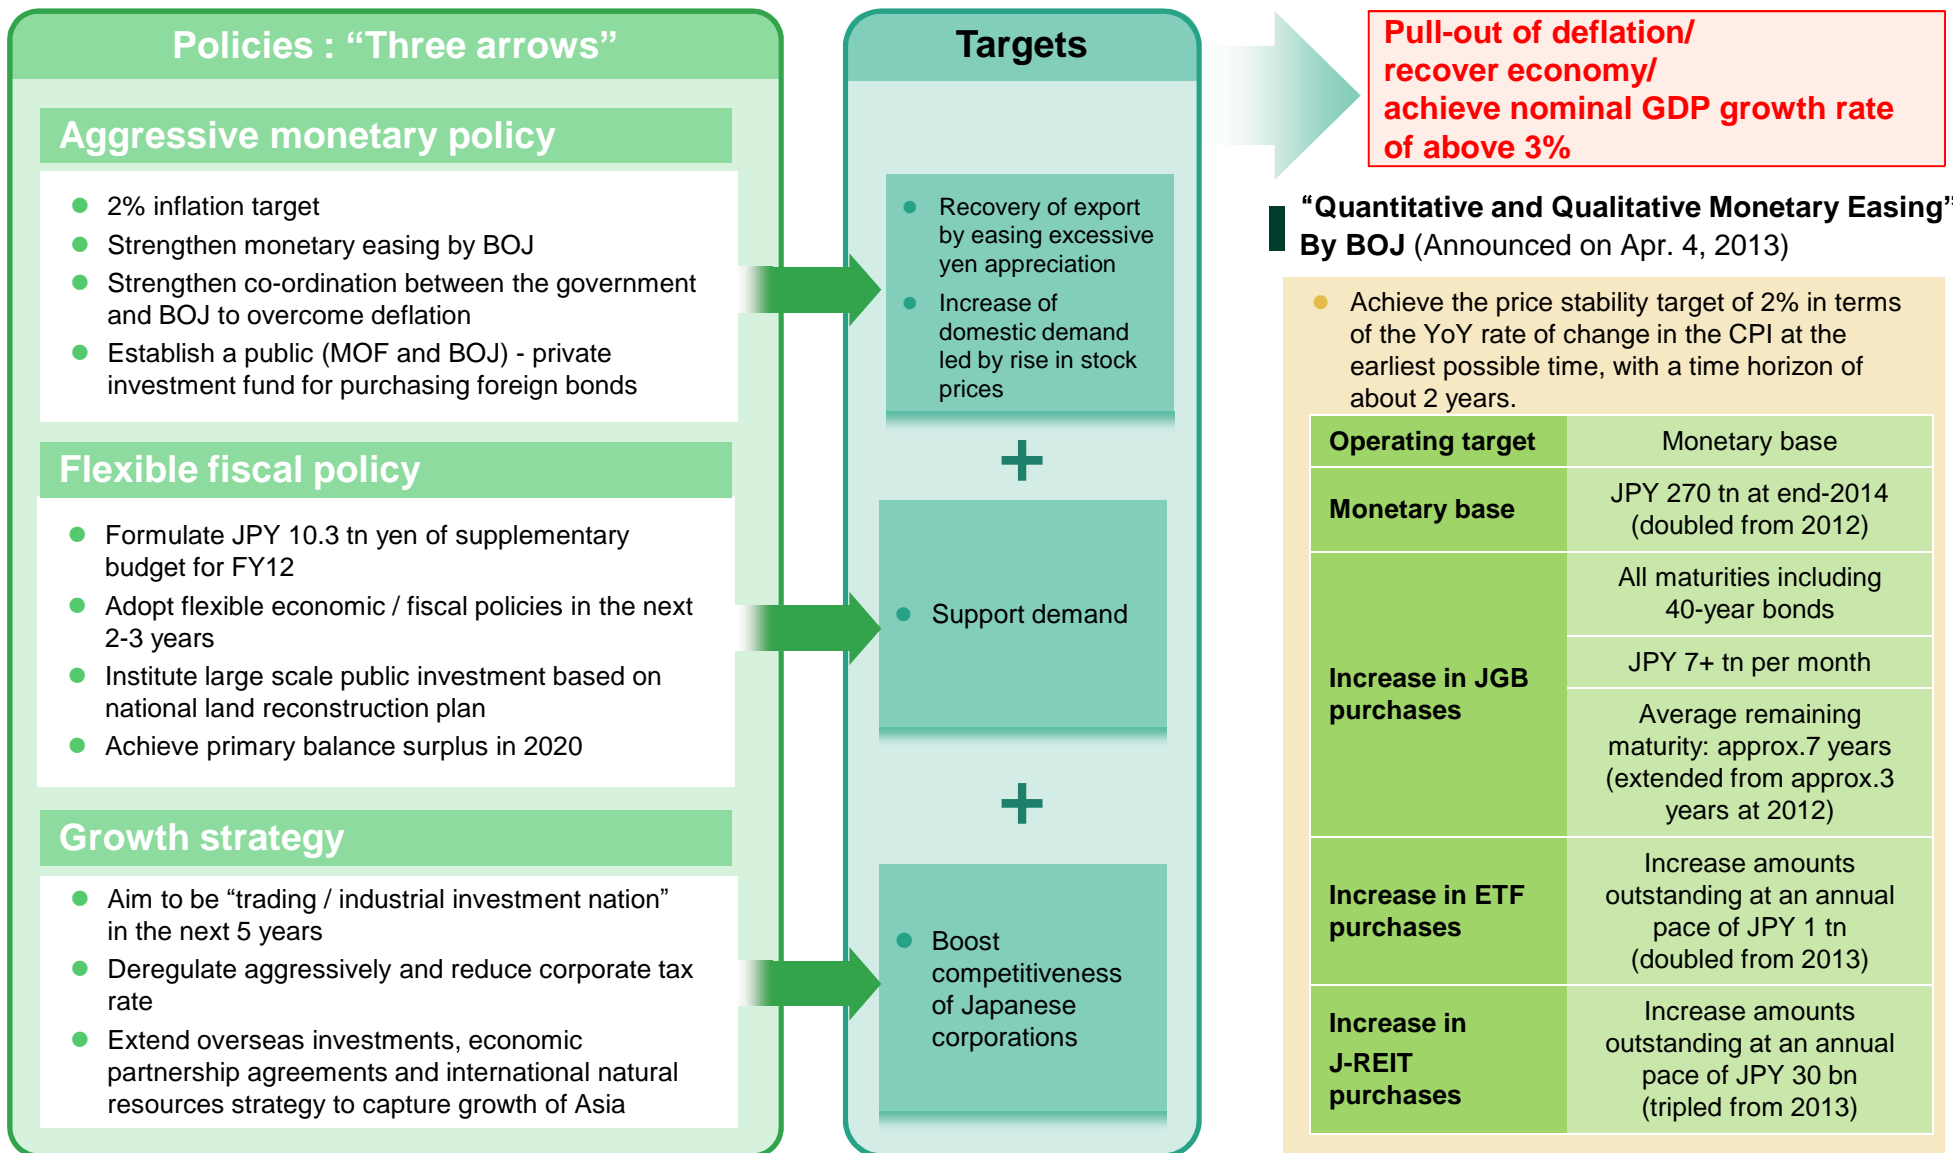 Policies : “Three arrows”
Aggressive monetary policy
2% inflation target
Strengthen monetary easing by BOJ
Strengthen co-ordination between the government
and BOJ to overcome deflation
Establish a public (MOF and BOJ) - private
investment fund for purchasing foreign bonds
Flexible fiscal policy
Formulate JPY 10.3 tn yen of supplementary
budget for FY12
Adopt flexible economic / fiscal policies in the next
2-3 years
Institute large scale public investment based on
national land reconstruction plan
Achieve primary balance surplus in 2020
Growth strategy
Aim to be “trading / industrial investment nation”
in the next 5 years
Deregulate aggressively and reduce corporate tax
rate
Extend overseas investments, economic
partnership agreements and international natural
resources strategy to capture growth of Asia
Targets
Recovery of export
by easing excessive
yen appreciation
Increase of
domestic demand
led by rise in stock
prices
+
Support demand
+
Boost
competitiveness
of Japanese
corporations
Pull-out of deflation/
recover economy/
achieve nominal GDP growth rate
of above 3%
“Quantitative and Qualitative Monetary Easing”
By BOJ (Announced on Apr. 4, 2013)
Achieve the price stability target of 2% in terms
of the YoY rate of change in the CPI at the
earliest possible time, with a time horizon of
about 2 years.
Operating target
Monetary base
Monetary base
JPY 270 tn at end-2014
(doubled from 2012)
Increase in JGB
purchases
All maturities including
40-year bonds
JPY 7+ tn per month
Average remaining
maturity: approx.7 years
(extended from approx.3
years at 2012)
Increase in ETF
purchases
Increase amounts
outstanding at an annual
pace of JPY 1 tn
(doubled from 2013)
Increase in
J-REIT
purchases
Increase amounts
outstanding at an annual
pace of JPY 30 bn
(tripled from 2013)